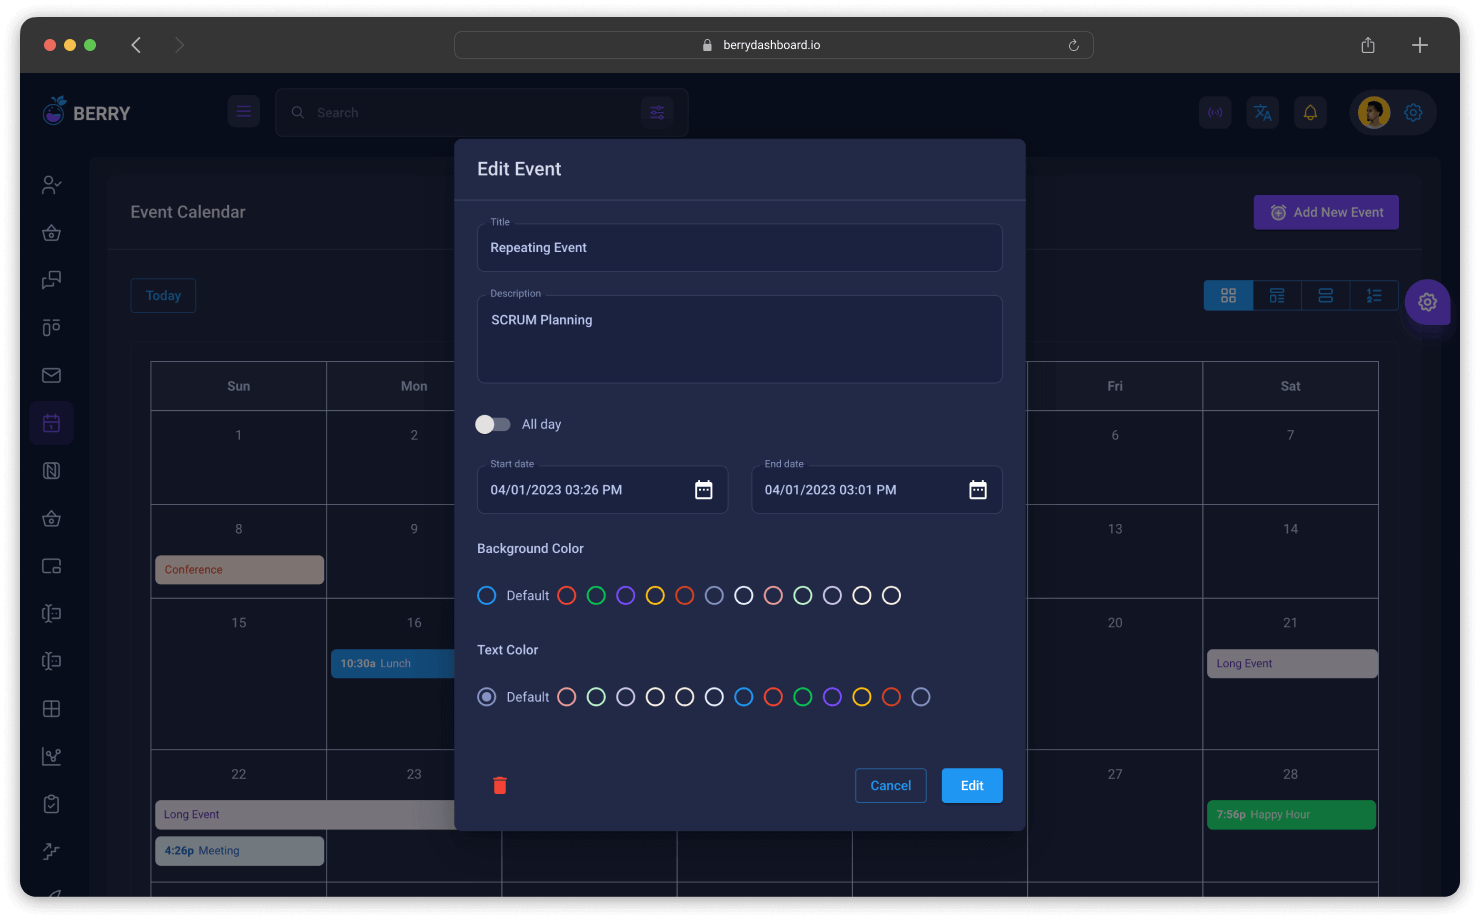 berrydashboard.io
BERRY
Search
Edit Event
Event Calendar
Add New Event
Title
Repeating Event
Today
Description
SCRUM Planning
Sun Mon Fri Sat
All day
1 2 6 7
Start date End date
04/01/2023 03:26 PM 04/01/2023 03:01 PM
8 9 13 14
Background Color
Conference
Default
15 16 20 21
Text Color
10:30a Lunch Long Event
Default
22 23 27 28
Cancel Edit
Long Event 7:56p Happy Hour
4:26p Meeting